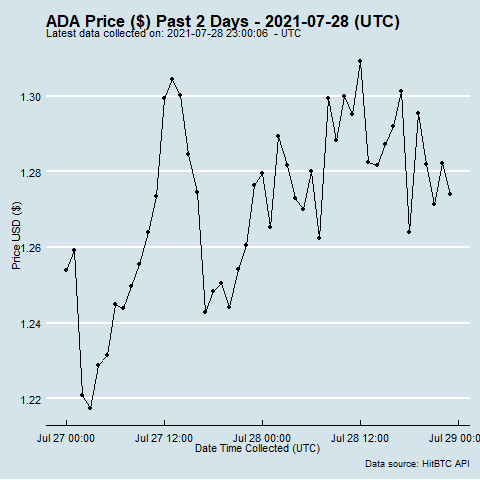 ADA Price ($) Past 2 Days - 2021-07-28 (UTC)
Latest data collected on: 2021-07-28 23:00:06 - UTC
1.30
1.28
1.26
1.24
1.22
Price USD ($)
Jul 27 00:00 Jul 27 12:00 Jul 28 00:00 Jul 28 12:00 Jul 29 00:0
Date Time Collected (UTC)
Data source: HitBTC API